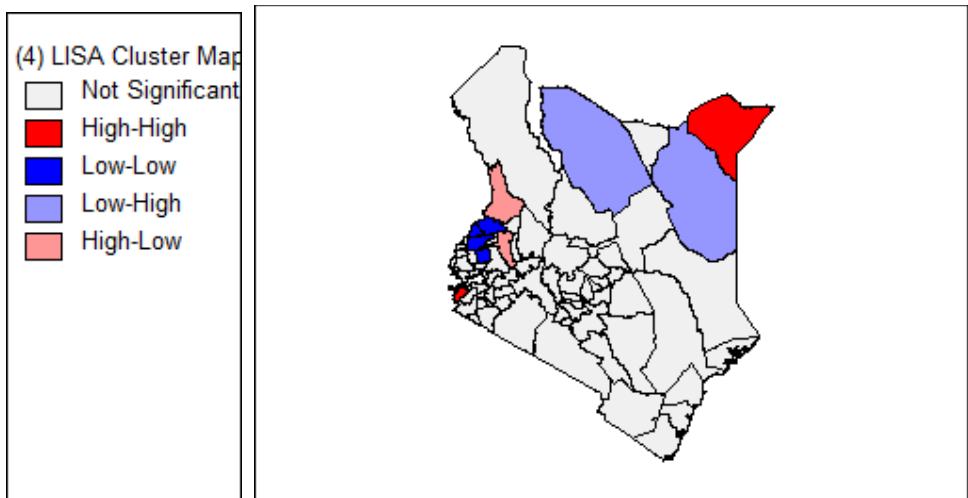 (4) LISA Cluster Map
Not Significant
High-High
Low-Low
Low-High
High-Low